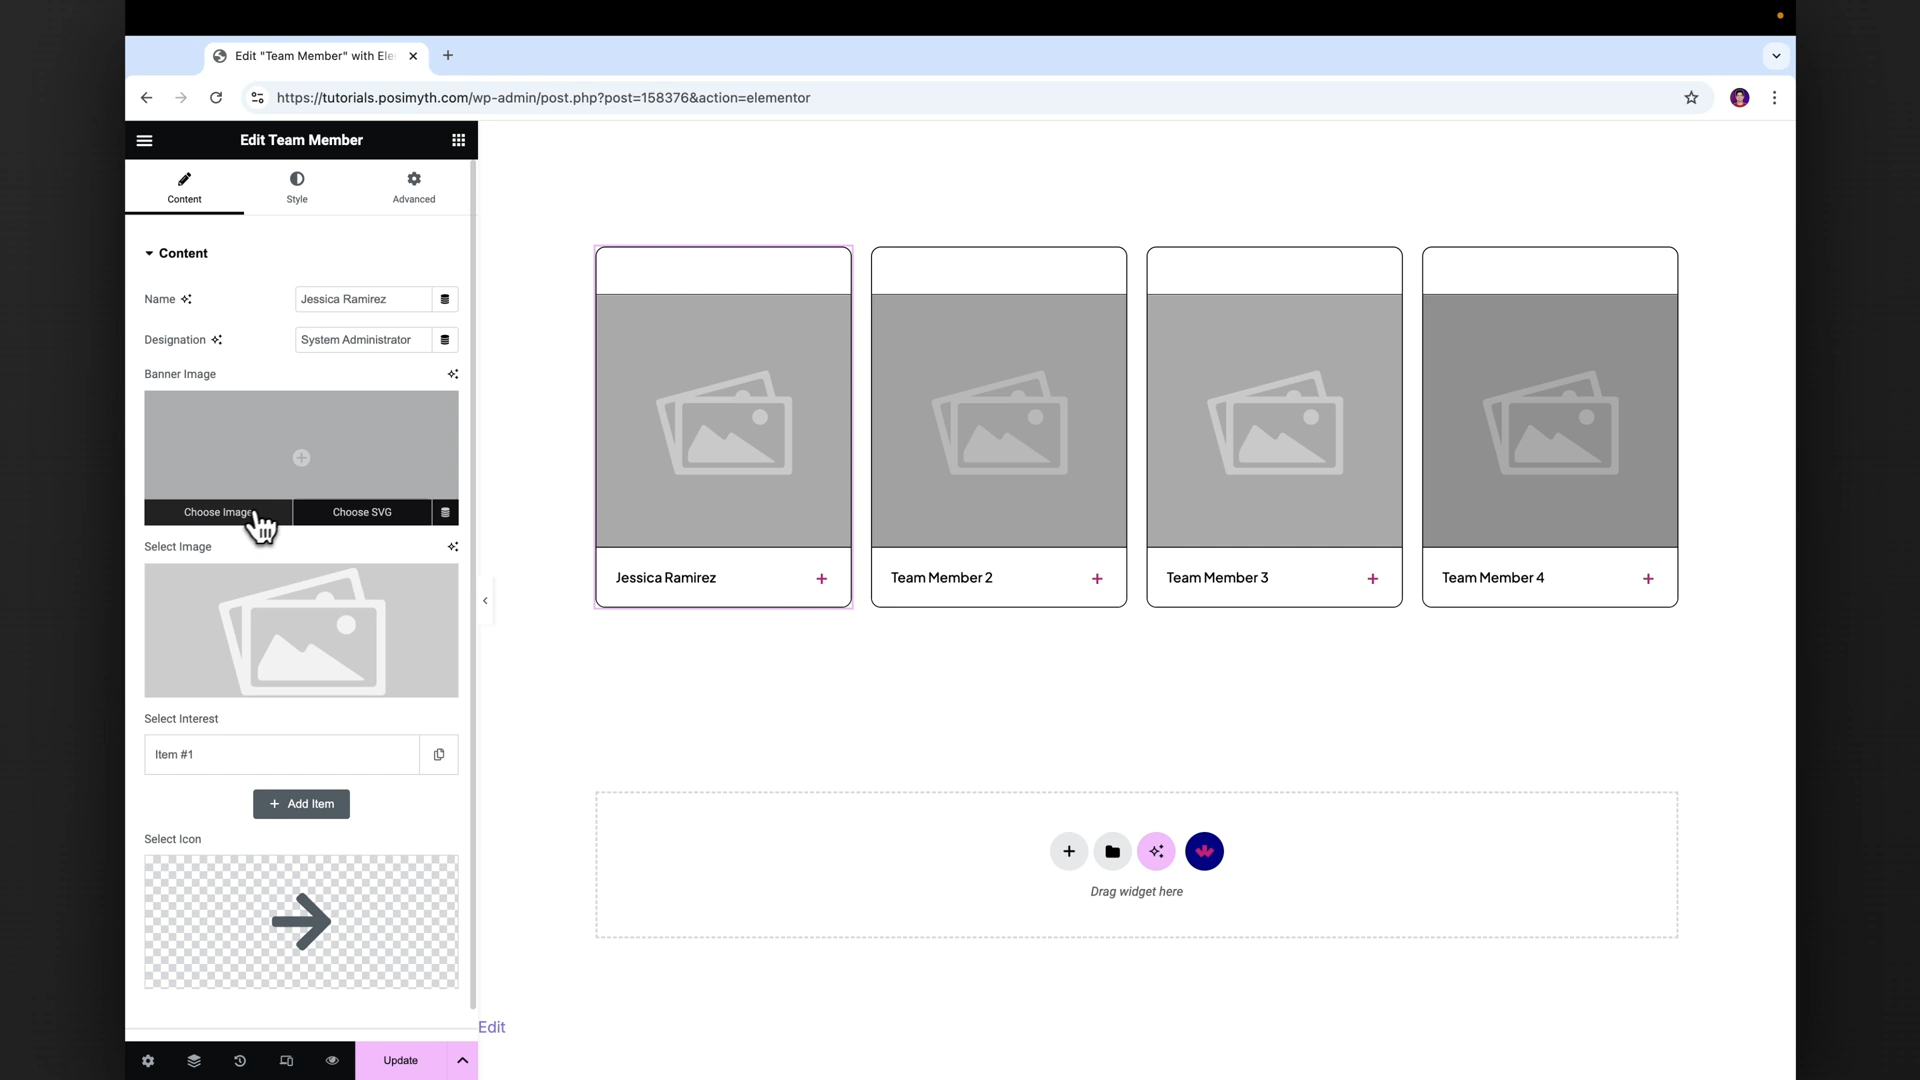 Edit "Team Member" with Ele
https://tutorials.posimyth.com/wp-admin/post.php?post=158376&action=elementor
Edit Team Member
Content
Style
Advanced
Content
Name
Jessica Ramirez
Designation
System Administrator
Banner Image
Choose Image
Choose SVG
Select Image
Select Interest
Item #1
Add Item
Select Icon
Update
Jessica Ramirez
Team Member 2
Team Member 3
Team Member 4
Drag widget here
Edit